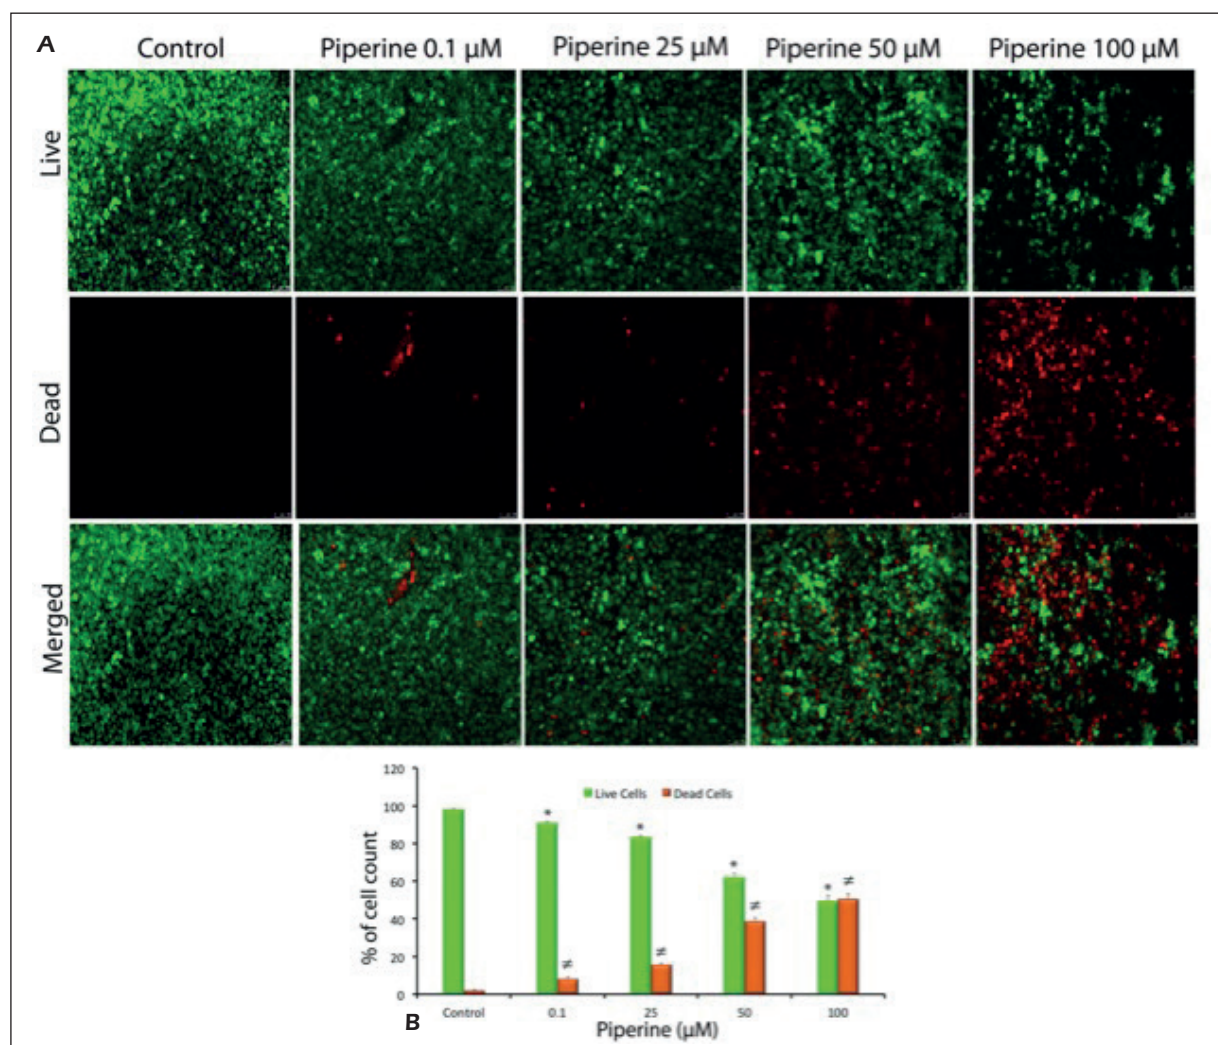 A
Control Piperine 0.1 µM Piperine 25 µM Piperine 50 µM Piperine 100 µM
Live
Dead
Merged
120
100
80
60
40
20
0
Live Cells Dead Cells
% of cell count
* * * *
≠ ≠ ≠ ≠
Control 0.1 25 50 100
Piperine (µM)
B